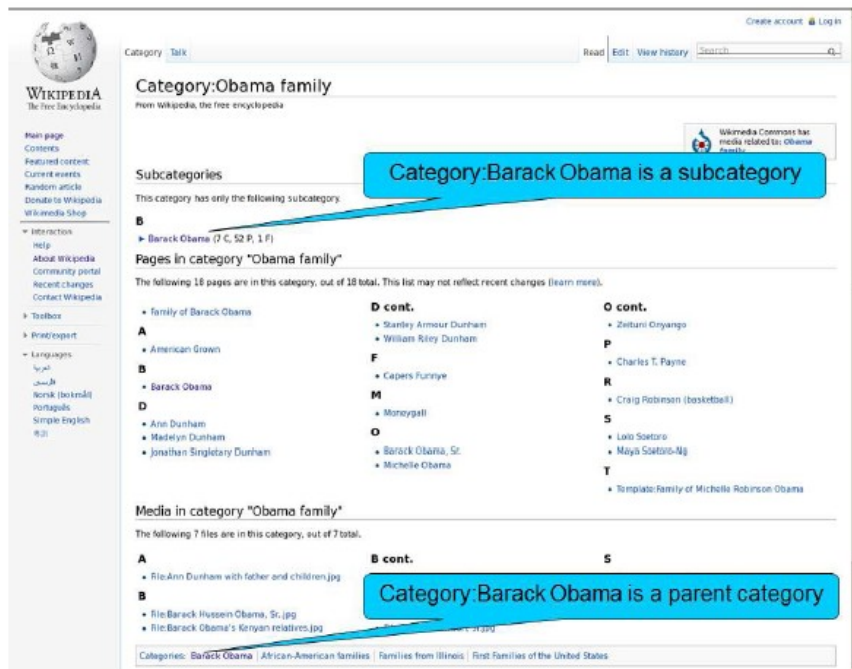 Create account Log in
Category Talk Read Edit View history Search
WIKIPEDIA
The Free Encyclopedia
Main page
Contents
Featured content
Current events
Random article
Donate to Wikipedia
Wikimedia Shop
Interaction
Help
About Wikipedia
Community portal
Recent changes
Contact Wikipedia
Toolbox
Print/export
Languages
العربية
فارسی
Norsk (bokmål)
Português
Simple English
Category:Obama family
From Wikipedia, the free encyclopedia
Wikimedia Commons has
media related to: Obama
family
Subcategories
Category:Barack Obama is a subcategory
This category has only the following subcategory.
B
Barack Obama (7 C, 52 P, 1 F)
Pages in category "Obama family"
The following 18 pages are in this category, out of 18 total. This list may not reflect recent changes (learn more).
Family of Barack Obama
A
American Grown
B
Barack Obama
D
Ann Dunham
Madelyn Dunham
Jonathan Singletary Dunham
D cont.
Stanley Armour Dunham
William Riley Dunham
F
Capers Funnye
M
Moneygall
O
Barack Obama, Sr.
Michelle Obama
O cont.
Zeituni Onyango
P
Charles T. Payne
R
Craig Robinson (basketball)
S
Lolo Soetoro
Maya Soetoro-Ng
T
Template:Family of Michelle Robinson Obama
Media in category "Obama family"
The following 7 files are in this category, out of 7 total.
A
File:Ann Dunham with father and children.jpg
B
File:Barack Hussein Obama, Sr.jpg
File:Barack Obama's Kenyan relatives.jpg
B cont.
S
Category:Barack Obama is a parent category
Categories: Barack Obama | African-American families | Families from Illinois | First Families of the United States